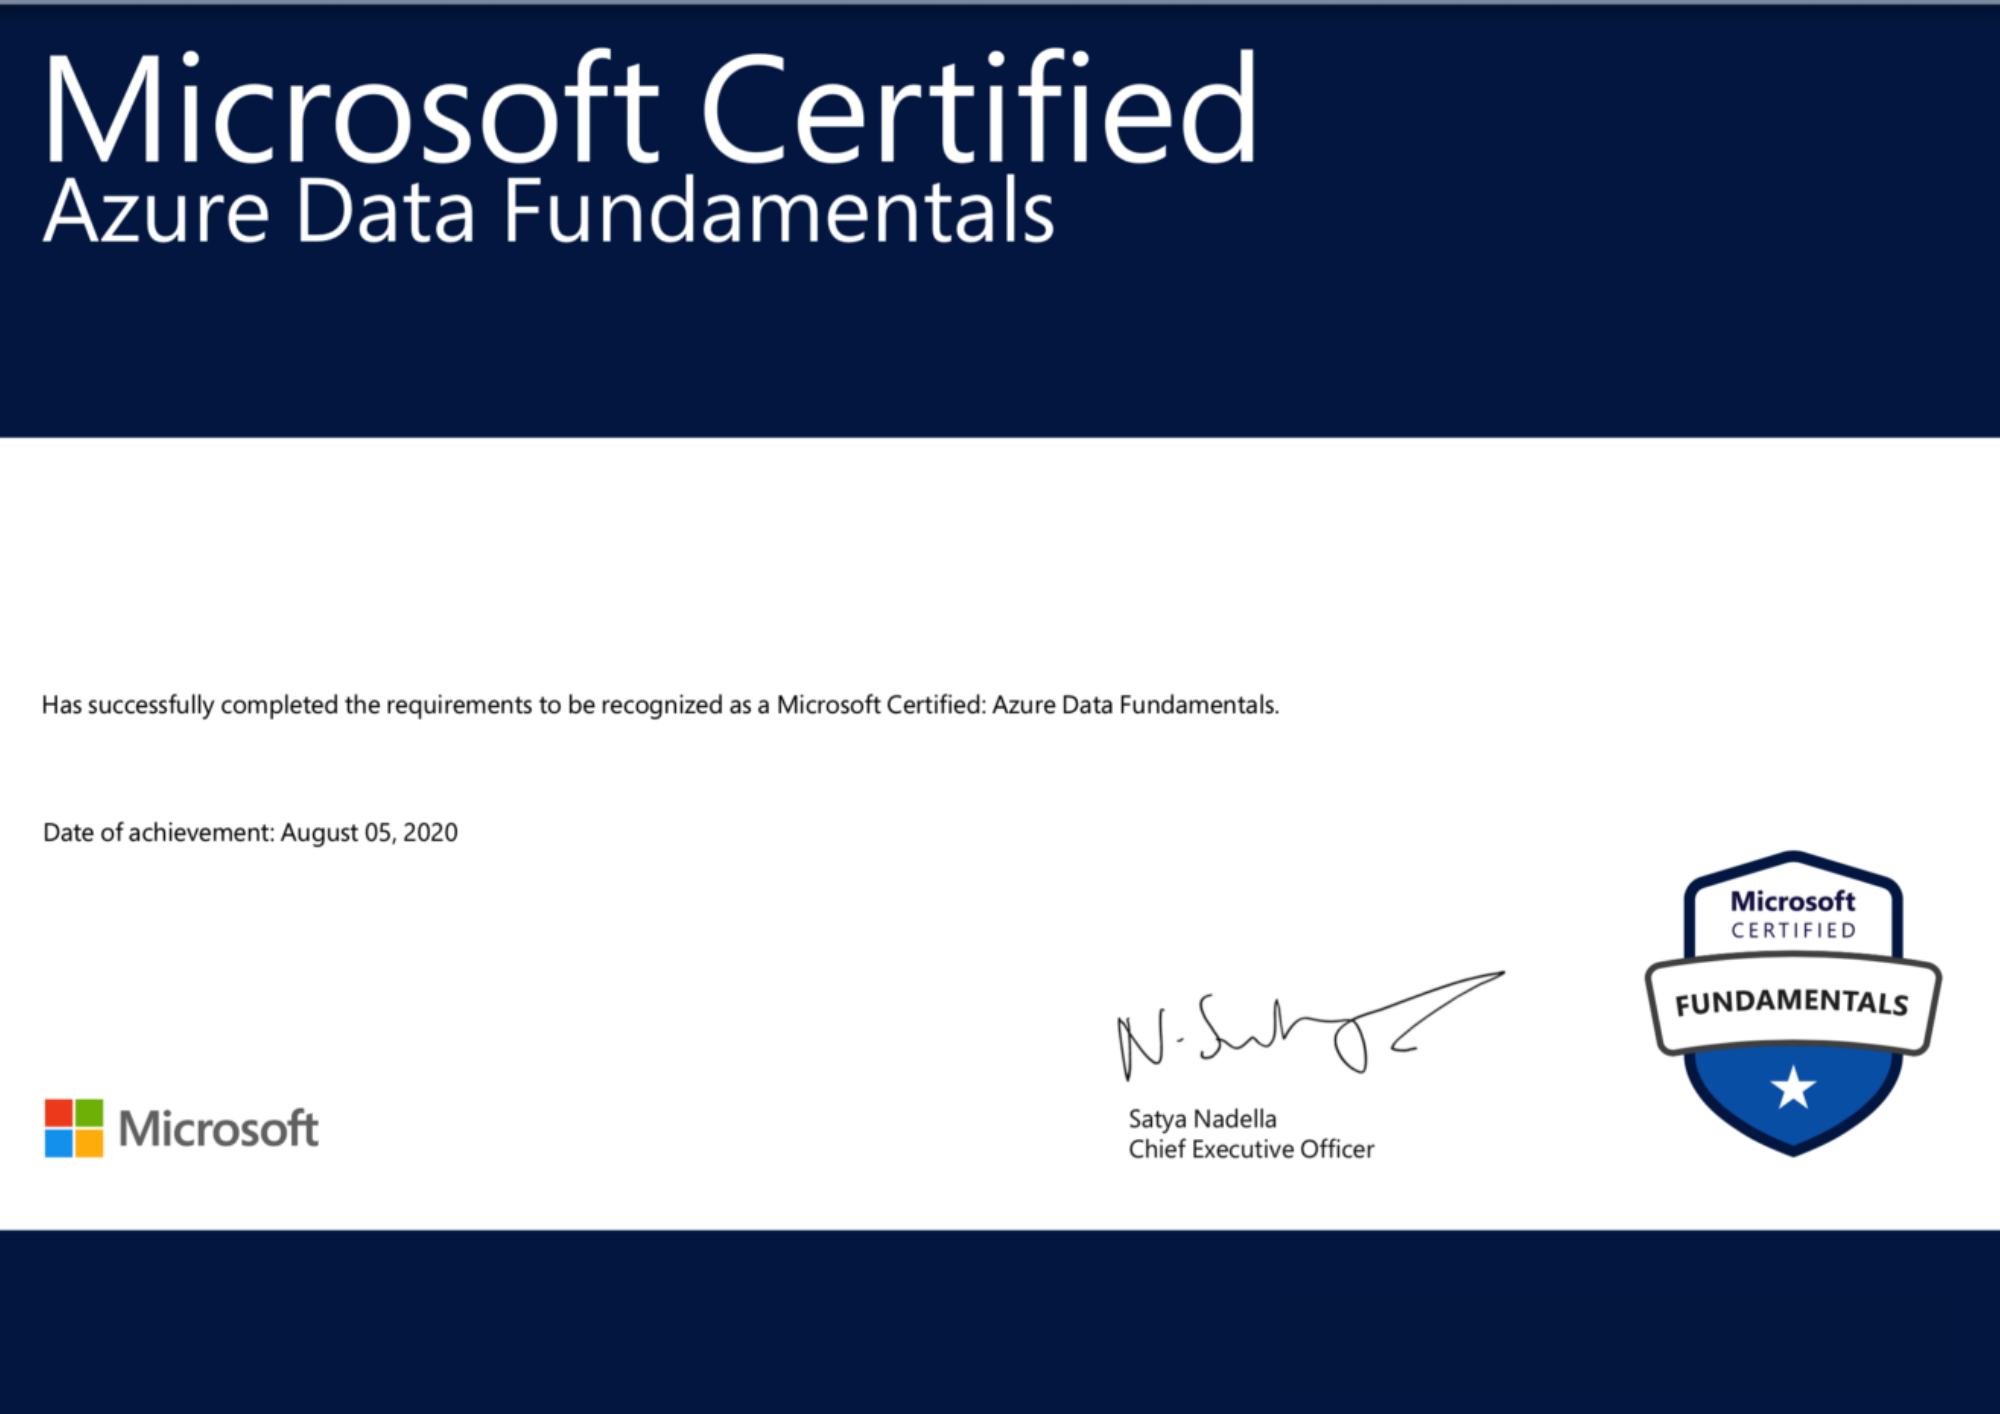 Microsoft Certified
Azure Data Fundamentals
Has successfully completed the requirements to be recognized as a Microsoft Certified: Azure Data Fundamentals.
Date of achievement: August 05, 2020
Microsoft
CERTIFIED
FUNDAMENTALS
Microsoft
Satya Nadella
Chief Executive Officer